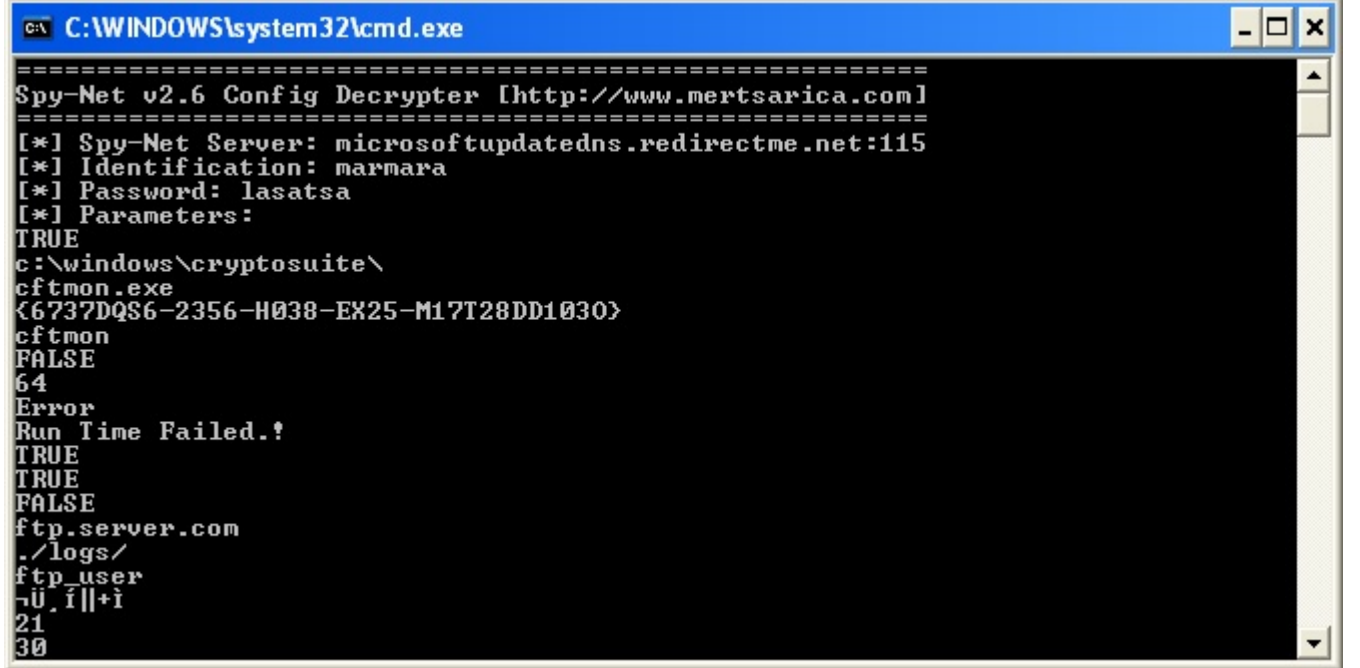 C:\WINDOWS\system32\cmd.exe
=========================================================
Spy-Net v2.6 Config Decrypter [http://www.mertsarica.com]
=========================================================
[*] Spy-Net Server: microsoftupdatedns.redirectme.net:115
[*] Identification: marmara
[*] Password: lasatsa
[*] Parameters:
TRUE
c:\windows\cryptosuite\
cftmon.exe
{6737DQS6-2356-H038-EX25-M17T28DD103O}
cftmon
FALSE
64
Error
Run Time Failed.!
TRUE
TRUE
FALSE
ftp.server.com
./logs/
ftp_user
¬Ü¸í‖+ì
21
30